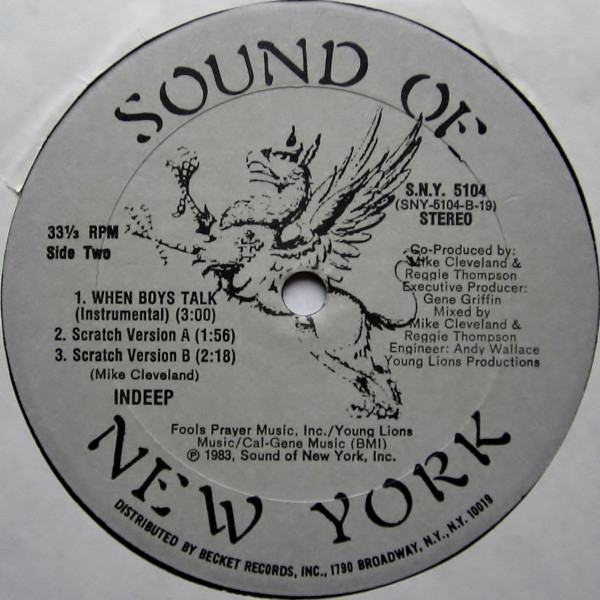 SOUND OF
S.N.Y. 5104
(SNY-5104-B-19)
STEREO
33⅓ RPM
Side Two
Co-Produced by:
Mike Cleveland &
Reggie Thompson
Executive Producer:
Gene Griffin
Mixed by
Mike Cleveland &
Reggie Thompson
Engineer: Andy Wallace
Young Lions Productions
1. WHEN BOYS TALK
(Instrumental) (3:00)
2. Scratch Version A (1:56)
3. Scratch Version B (2:18)
(Mike Cleveland)
INDEEP
Fools Prayer Music, Inc./Young Lions
Music/Cal-Gene Music (BMI)
℗ 1983, Sound of New York, Inc.
NEW YORK
DISTRIBUTED BY BECKET RECORDS, INC., 1790 BROADWAY, N.Y., N.Y. 10019